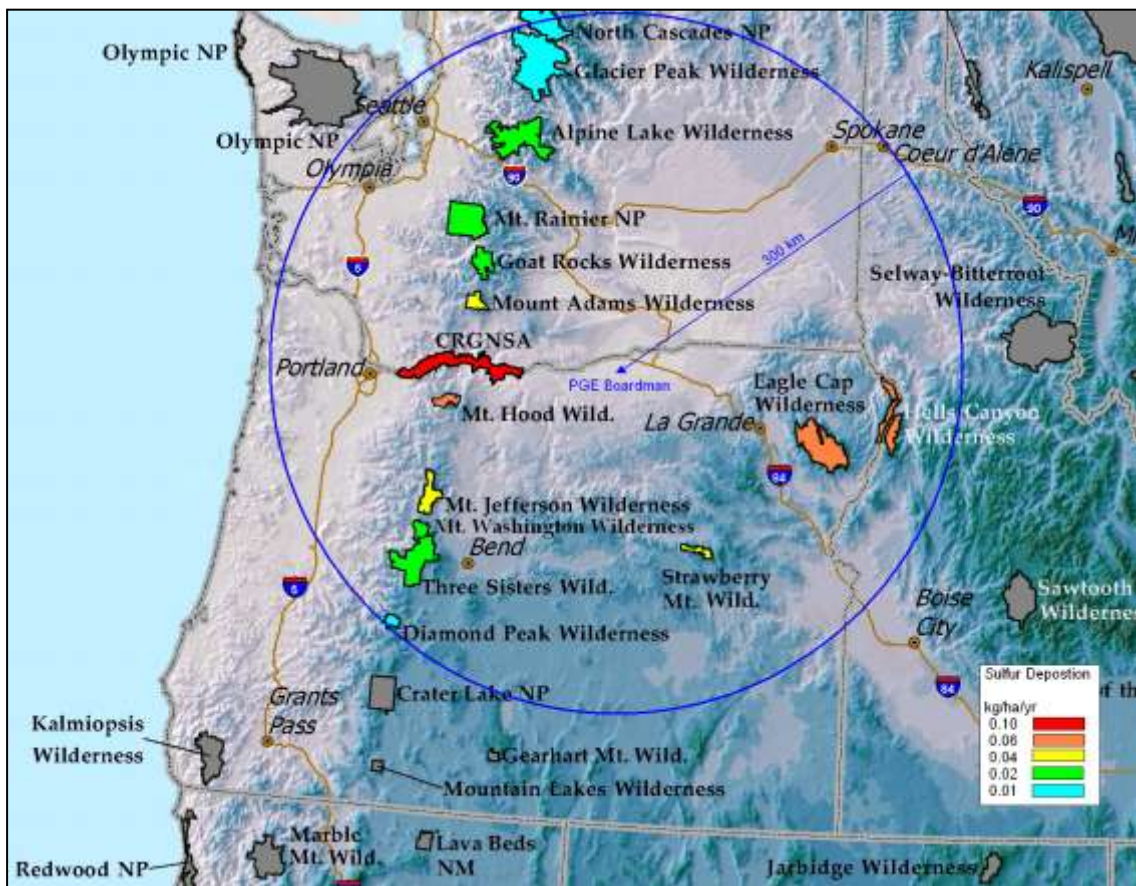 Olympic NP
North Cascades NP
Glacier Peak Wilderness
Kalispell
Seattle
Olympic NP
Alpine Lake Wilderness
Spokane
Coeur d'Alene
Olympia
90
90
Mt. Rainier NP
300 km
5
Goat Rocks Wilderness
Selway-Bitterroot
Wilderness
Mount Adams Wilderness
CRGNSA
Portland
PGE Boardman
Eagle Cap
Wilderness
Mt. Hood Wild.
La Grande
Hells Canyon
Wilderness
Mt. Jefferson Wilderness
Mt. Washington Wilderness
Bend
5
Three Sisters Wild.
Strawberry
Mt. Wild.
Sawtooth
Boise
City
Diamond Peak Wilderness
Sulfur Deposition
kg/ha/yr
0.10
0.06
0.04
0.02
0.01
of th
84
Crater Lake NP
Grants
Pass
Kalmiopsis
Wilderness
Gearhart Mt. Wild.
Mountain Lakes Wilderness
Marble
Mt. Wild.
Lava Beds
NM
Redwood NP
Jarbidge Wilderness